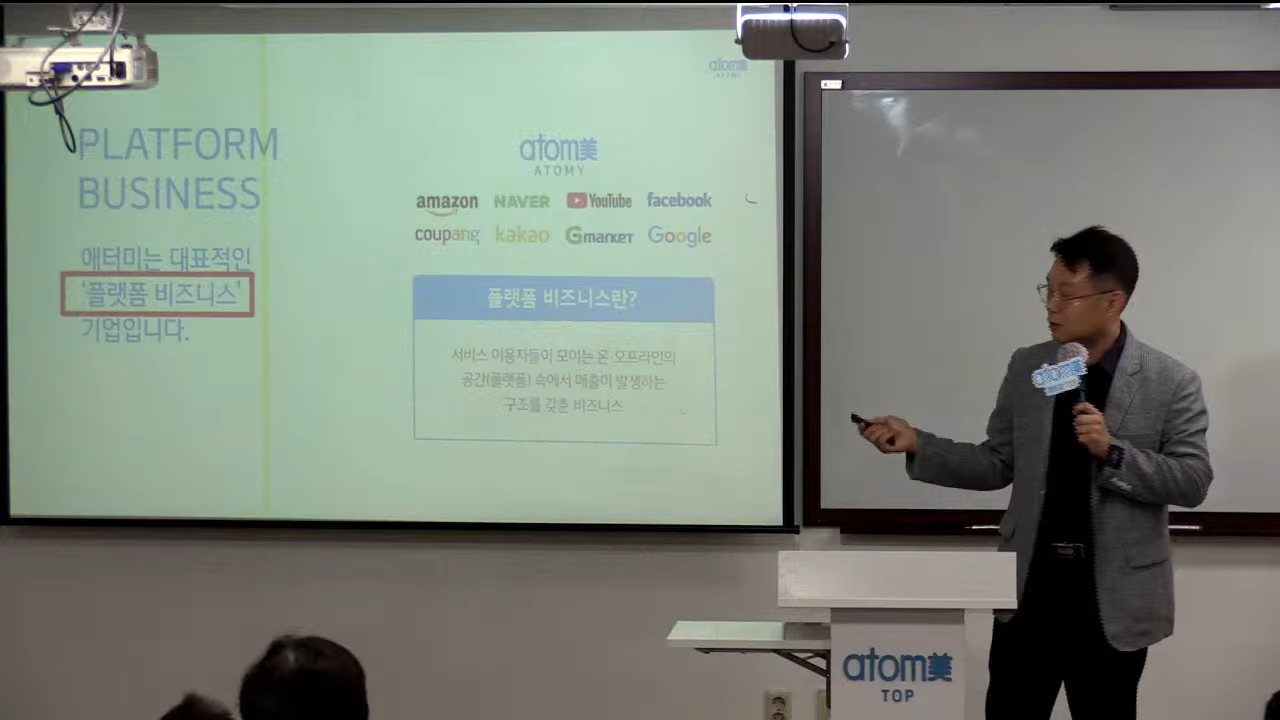 atom美
ATOMY
PLATFORM
BUSINESS
애터미는 대표적인
'플랫폼 비즈니스'
기업입니다.
atom美
ATOMY
amazon NAVER YouTube facebook
coupang kakao Gmarket Google
플랫폼 비즈니스란?
서비스 이용자들이 모이는 온·오프라인의
공간(플랫폼) 속에서 매출이 발생하는
구조를 갖춘 비즈니스
atom美
TOP